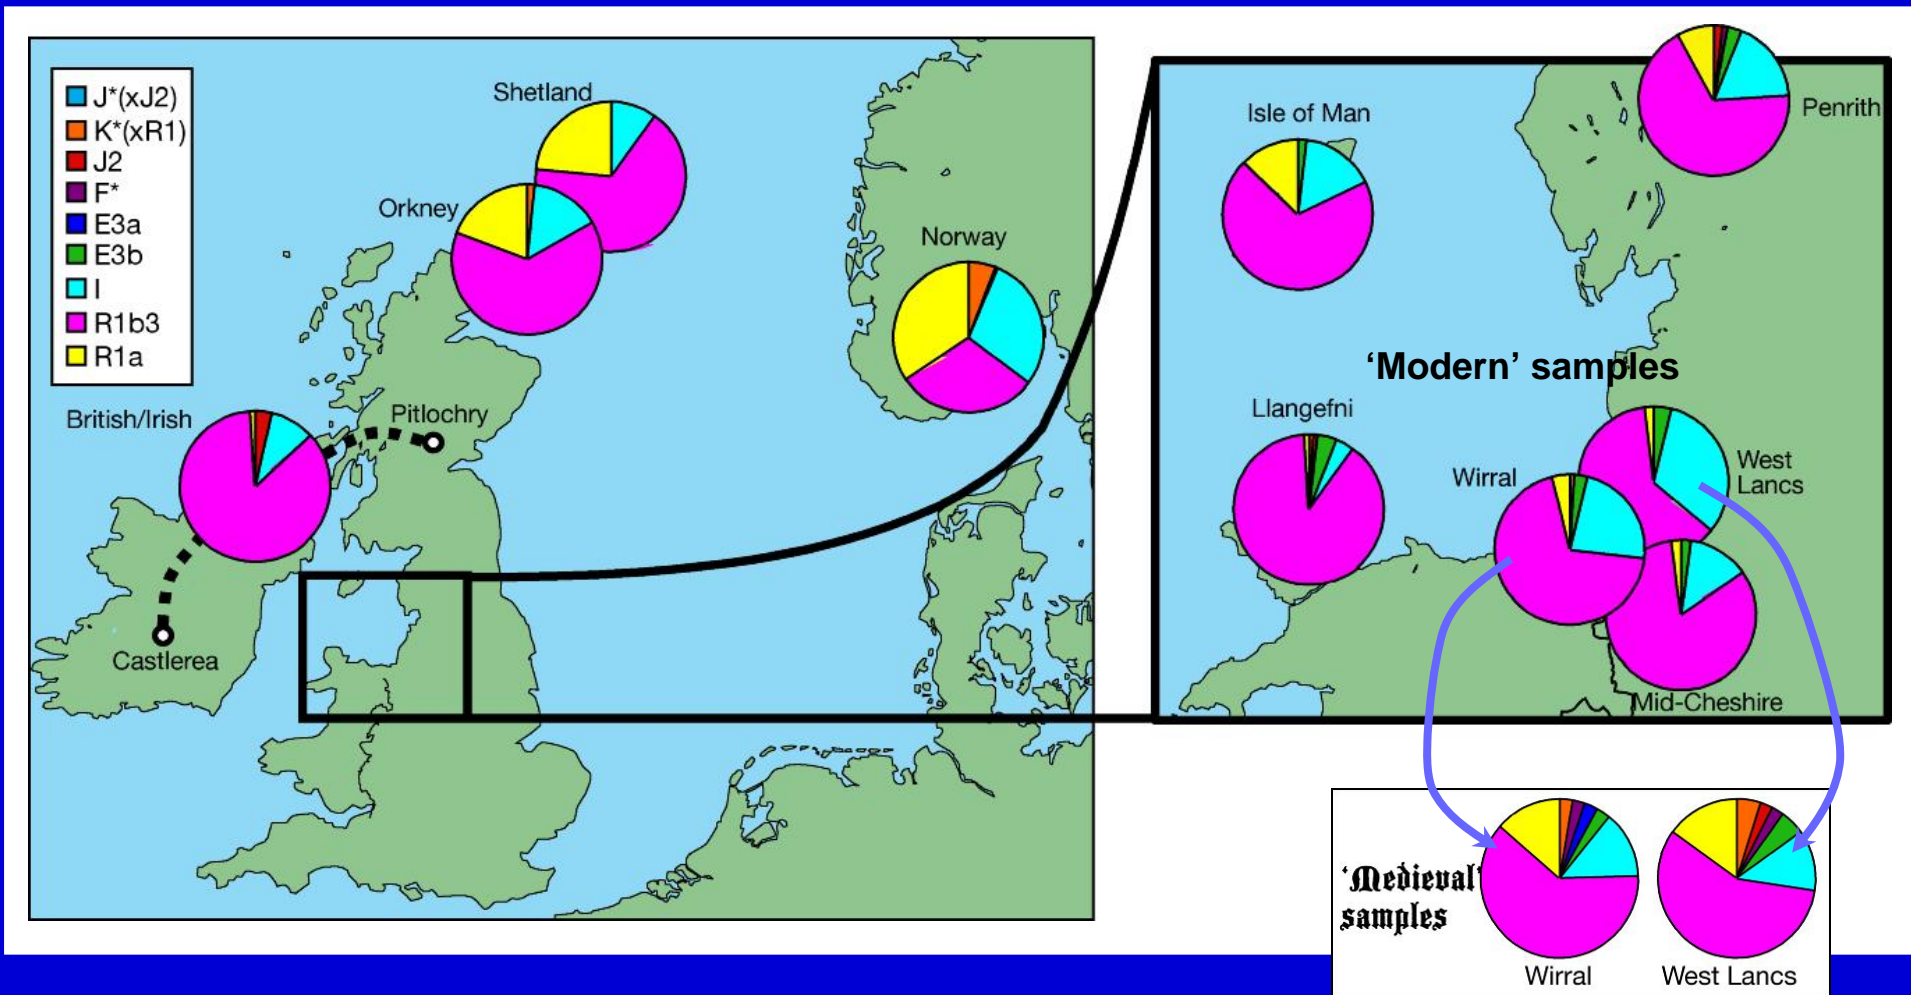 J*(xJ2)
K*(xR1)
J2
F*
E3a
E3b
I
R1b3
R1a
Shetland
Orkney
Norway
British/Irish
Pitlochry
Castlerea
Isle of Man
Penrith
‘Modern’ samples
Llangefni
Wirral
West
Lancs
Mid-Cheshire
‘Medieval’
samples
Wirral
West Lancs